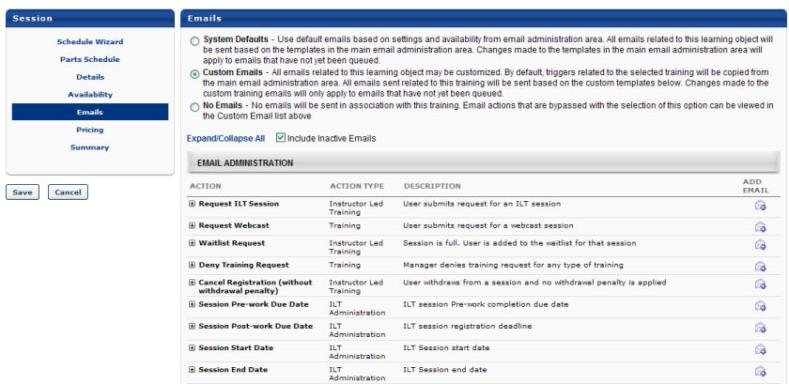 Session
Schedule Wizard
Parts Schedule
Details
Availability
Emails
Pricing
Summary
Save Cancel
Emails
System Defaults - Use default emails based on settings and availability from email administration area. All emails related to this learning object will
be sent based on the templates in the main email administration area. Changes made to the templates in the main email administration area will
apply to emails that have not yet been queued.
Custom Emails - All emails related to this learning object may be customized. By default, triggers related to the selected training will be copied from
the main email administration area. All emails sent related to this training will be sent based on the custom templates below. Changes made to the
custom training emails will only apply to emails that have not yet been queued.
No Emails - No emails will be sent in association with this training. Email actions that are bypassed with the selection of this option can be viewed in
the Custom Email list above
Expand/Collapse All Include Inactive Emails
EMAIL ADMINISTRATION
ACTION ACTION TYPE DESCRIPTION ADD
EMAIL
Request ILT Session Instructor Led User submits request for an ILT session
Training
Request Webcast Training User submits request for a webcast session
Waitlist Request Instructor Led Session is full. User is added to the waitlist for that session
Training
Deny Training Request Training Manager denies training request for any type of training
Cancel Registration (without Instructor Led User withdraws from a session and no withdrawal penalty is applied
withdrawal penalty) Training
Session Pre-work Due Date ILT ILT session Pre-work completion due date
Administration
Session Post-work Due Date ILT ILT session registration deadline
Administration
Session Start Date ILT ILT Session start date
Administration
Session End Date ILT ILT Session end date
Administration